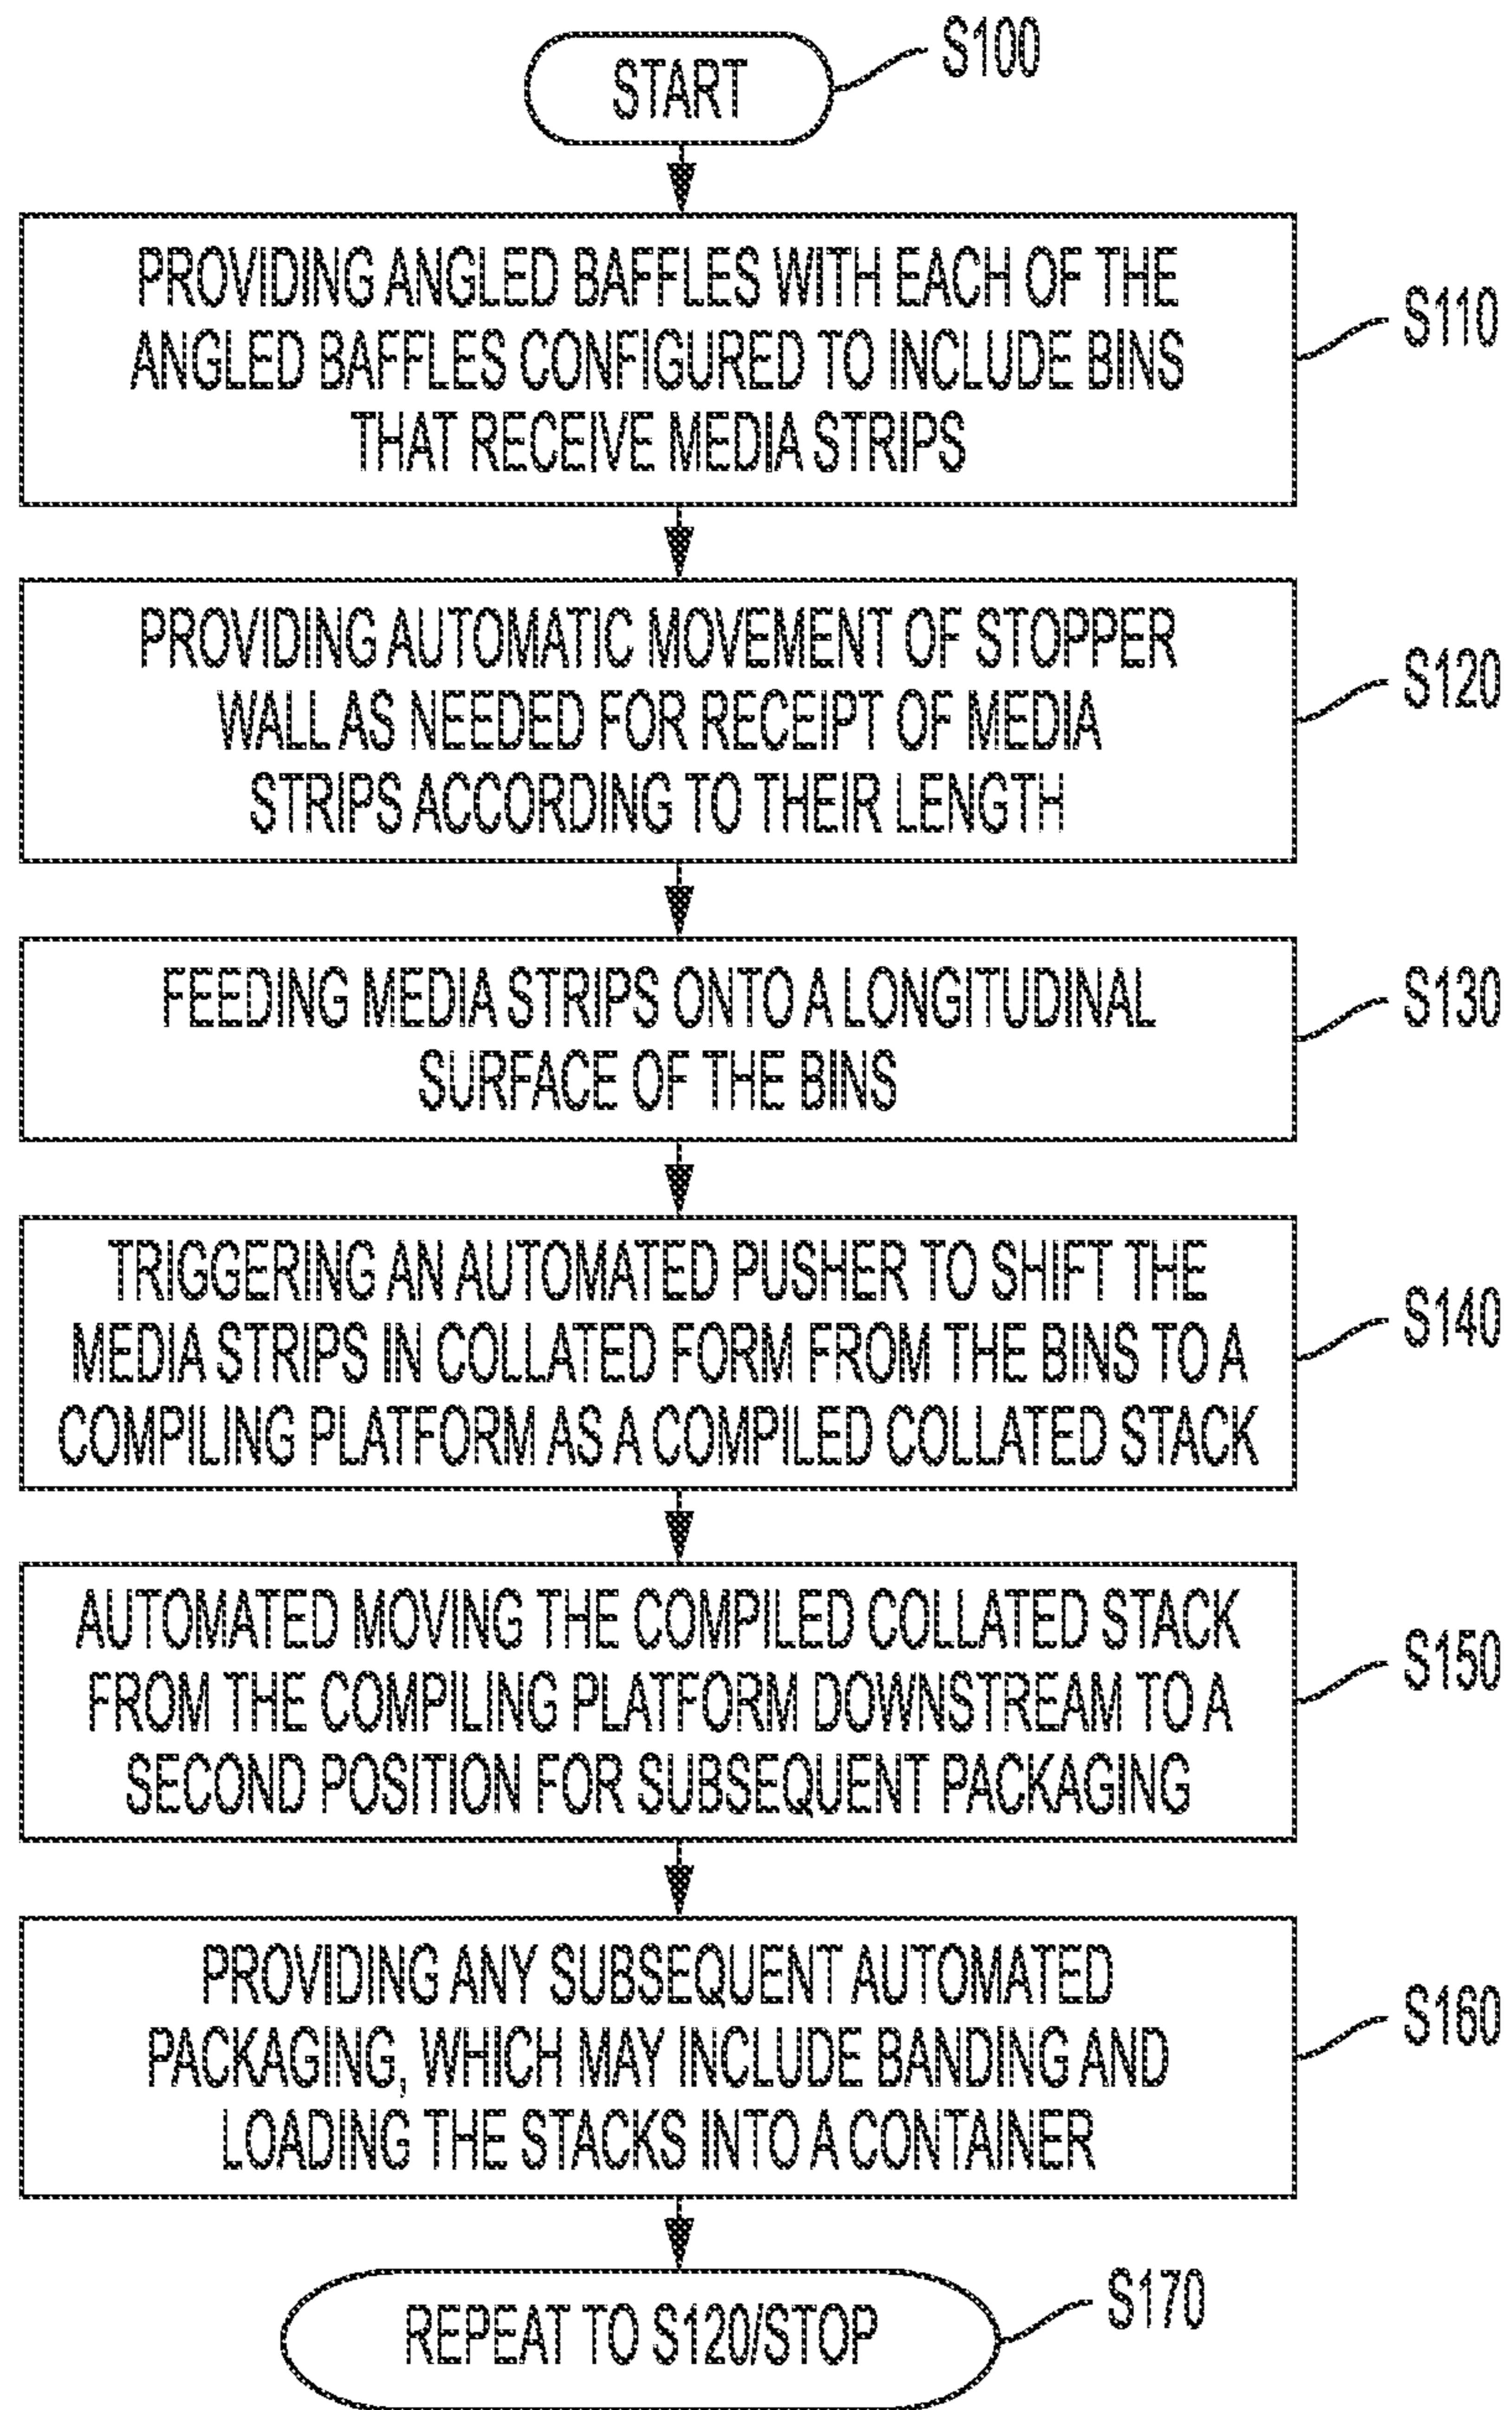 START
S100
PROVIDING ANGLED BAFFLES WITH EACH OF THE
ANGLED BAFFLES CONFIGURED TO INCLUDE BINS
THAT RECEIVE MEDIA STRIPS
S110
PROVIDING AUTOMATIC MOVEMENT OF STOPPER
WALL AS NEEDED FOR RECEIPT OF MEDIA
STRIPS ACCORDING TO THEIR LENGTH
S120
FEEDING MEDIA STRIPS ONTO A LONGITUDINAL
SURFACE OF THE BINS
S130
TRIGGERING AN AUTOMATED PUSHER TO SHIFT THE
MEDIA STRIPS IN COLLATED FORM FROM THE BINS TO A
COMPILING PLATFORM AS A COMPILED COLLATED STACK
S140
AUTOMATED MOVING THE COMPILED COLLATED STACK
FROM THE COMPILING PLATFORM DOWNSTREAM TO A
SECOND POSITION FOR SUBSEQUENT PACKAGING
S150
PROVIDING ANY SUBSEQUENT AUTOMATED
PACKAGING, WHICH MAY INCLUDE BANDING AND
LOADING THE STACKS INTO A CONTAINER
S160
REPEAT TO S120/STOP
S170